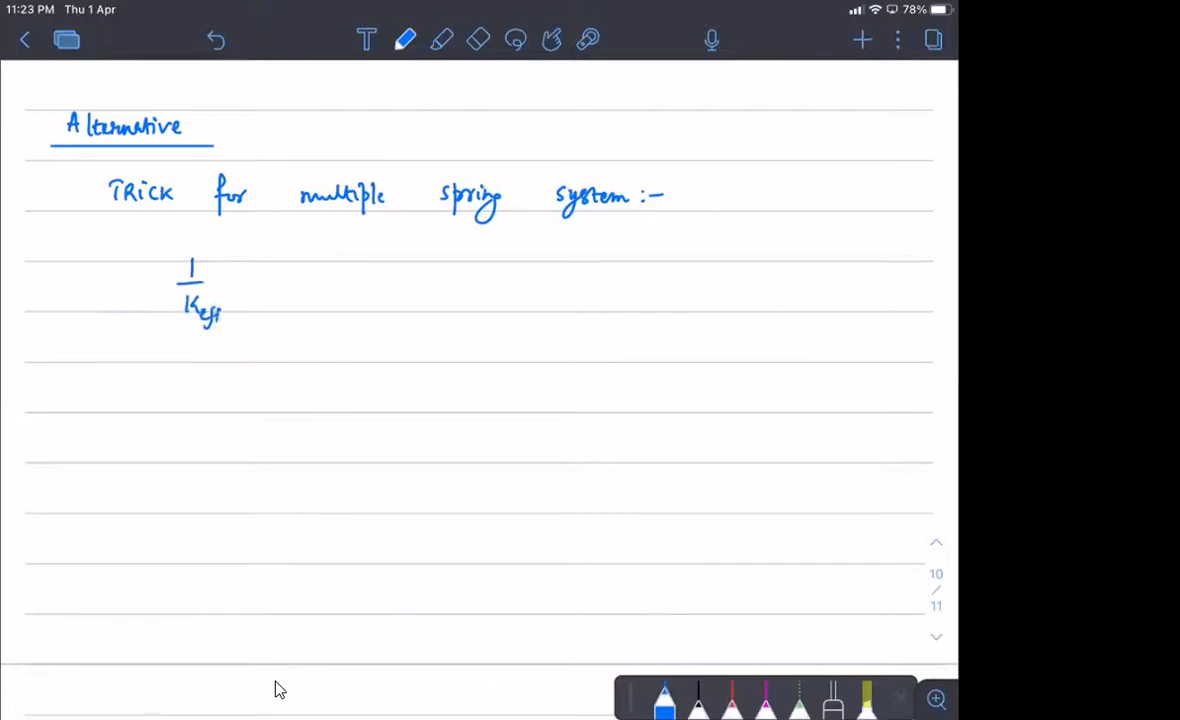 11:23 PM Thu 1 Apr 78%
T
Alternative
TRICK for multiple spring system :-
1
Keff
10
/
11